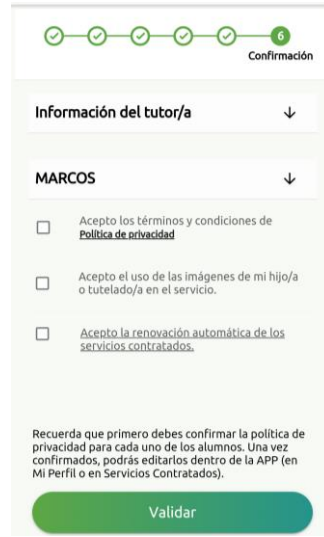 6
Confirmación
Información del tutor/a
MARCOS
Acepto los términos y condiciones de
Política de privacidad
Acepto el uso de las imágenes de mi hijo/a
o tutelado/a en el servicio.
Acepto la renovación automática de los
servicios contratados.
Recuerda que primero debes confirmar la política de
privacidad para cada uno de los alumnos. Una vez
confirmados, podrás editarlos dentro de la APP (en
Mi Perfil o en Servicios Contratados).
Validar